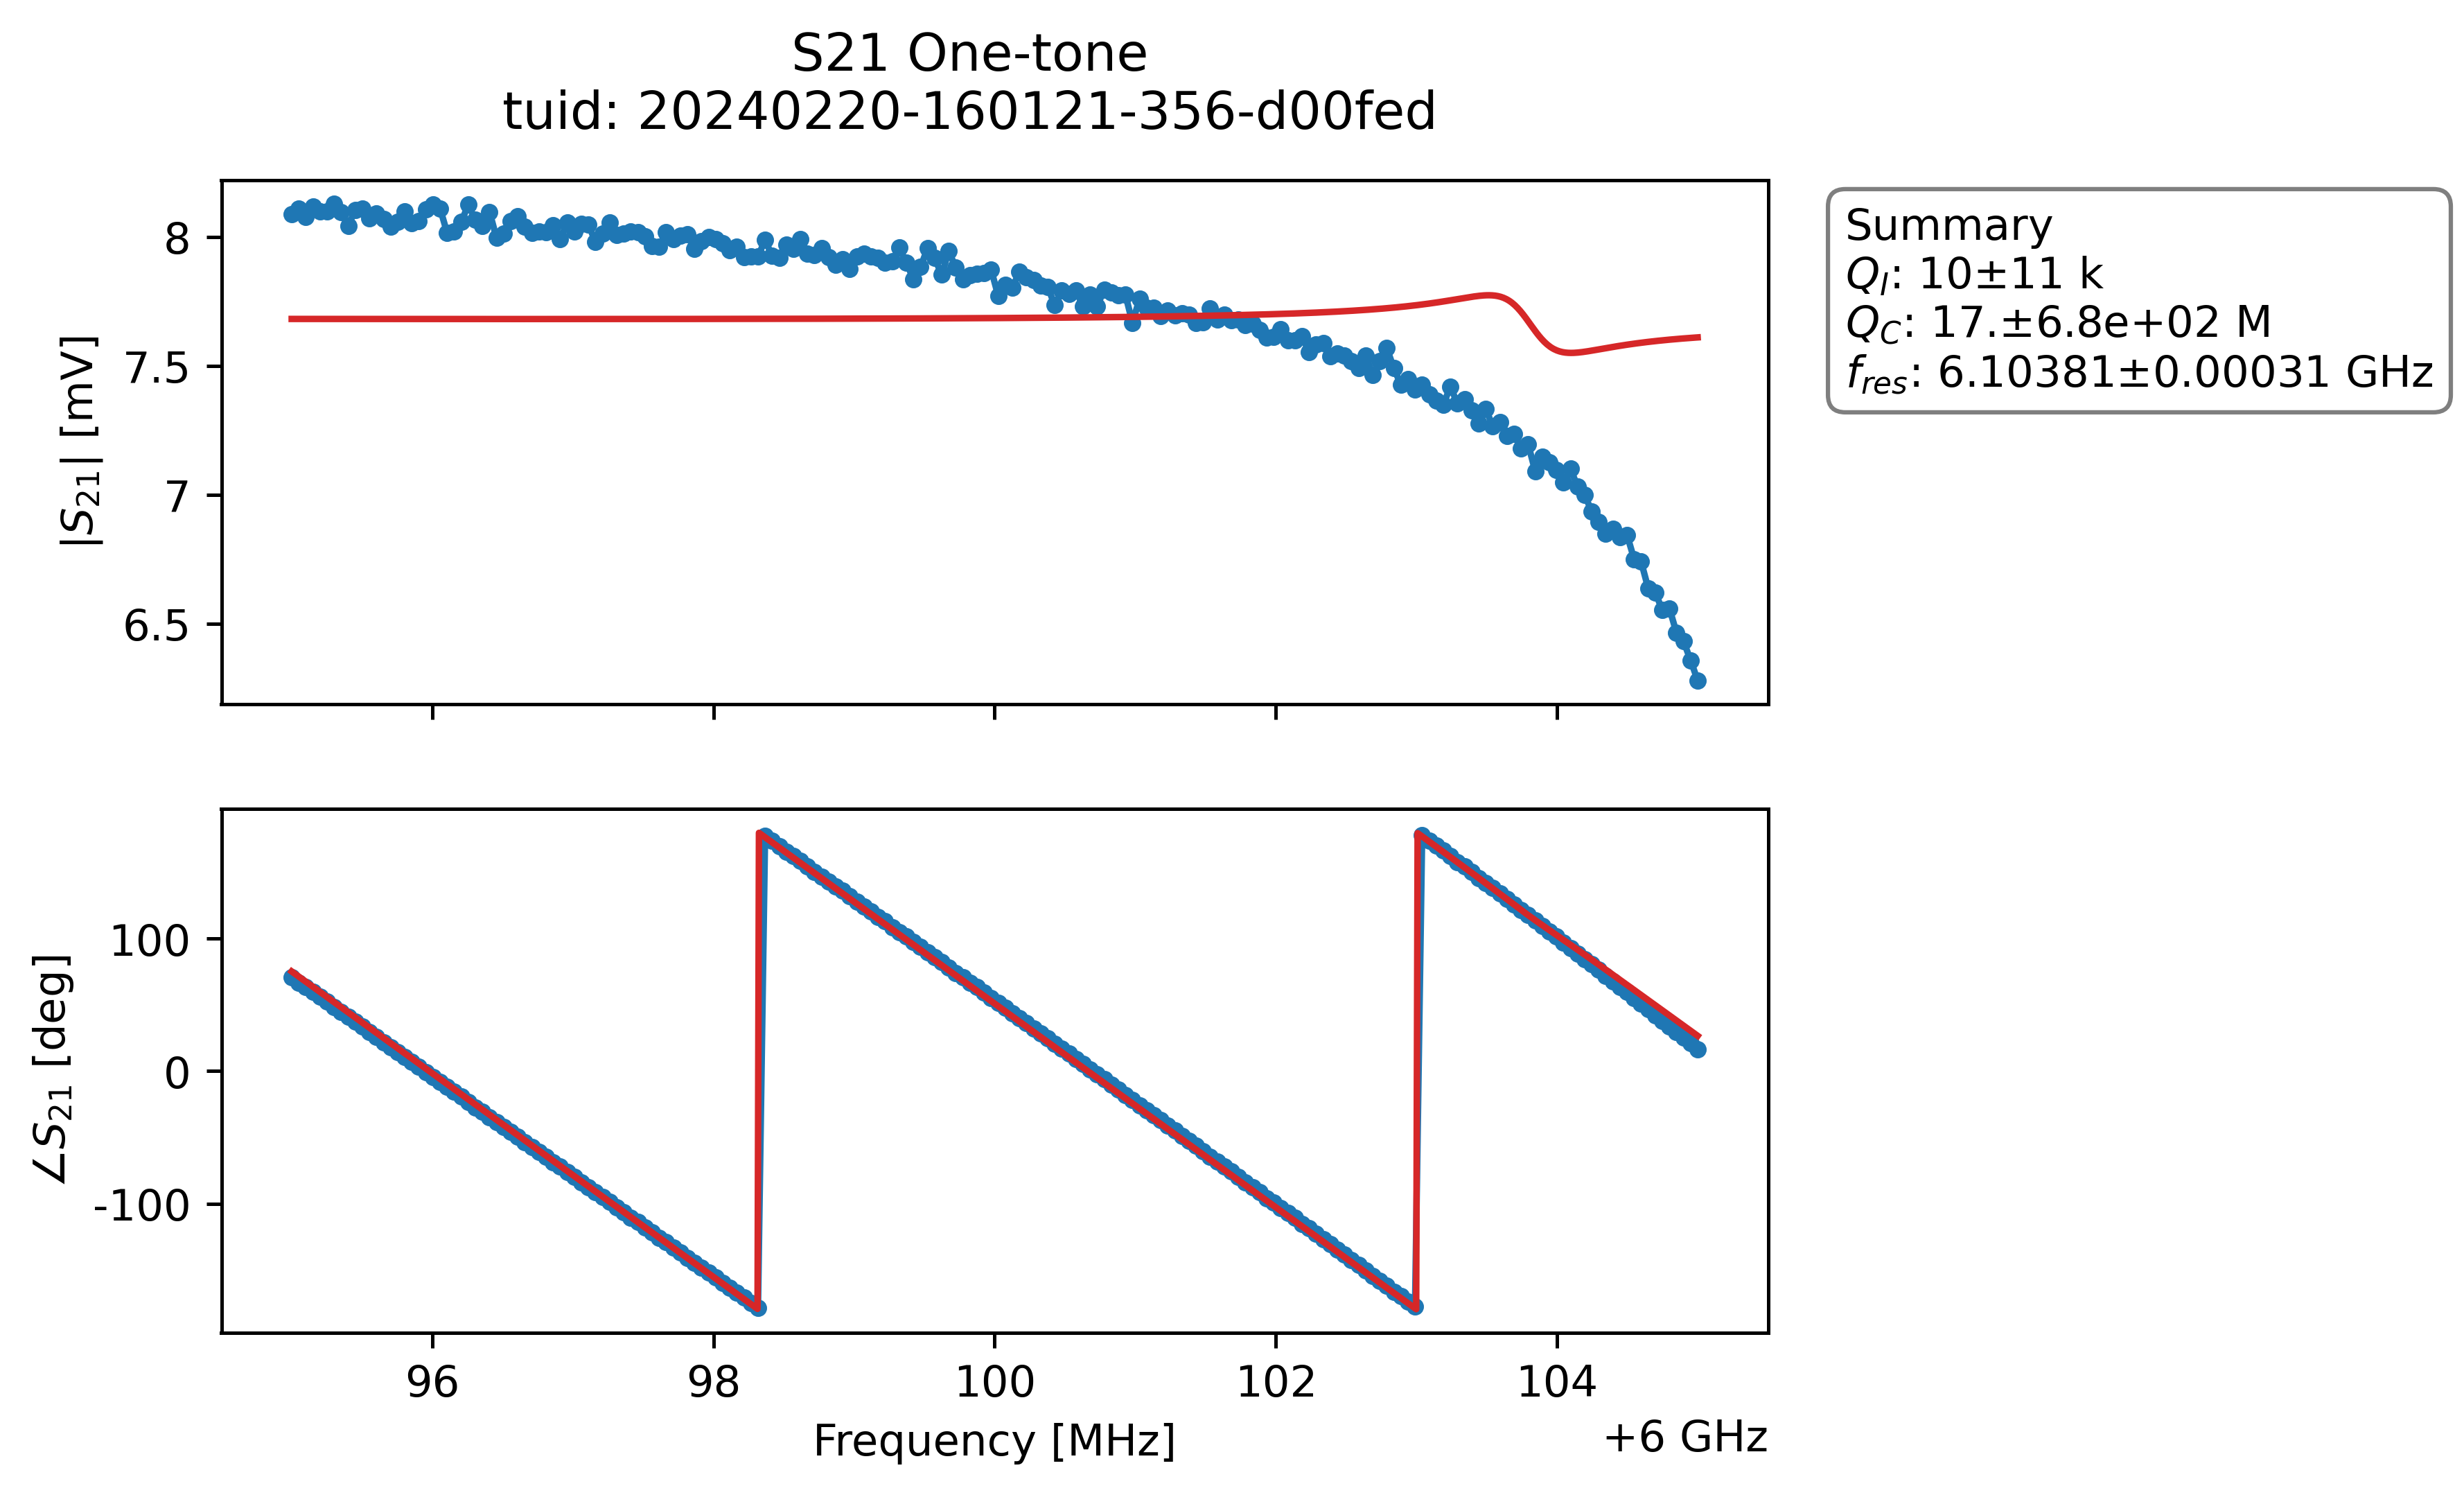 S21 One-tone
tuid: 20240220-160121-356-d00fed
|S21| [mV]
8
7.5
7
6.5
Summary
QI: 10±11 k
QC: 17.±6.8e+02 M
fres: 6.10381±0.00031 GHz
∠S21 [deg]
100
0
-100
96
98
100
102
104
Frequency [MHz]
+6 GHz